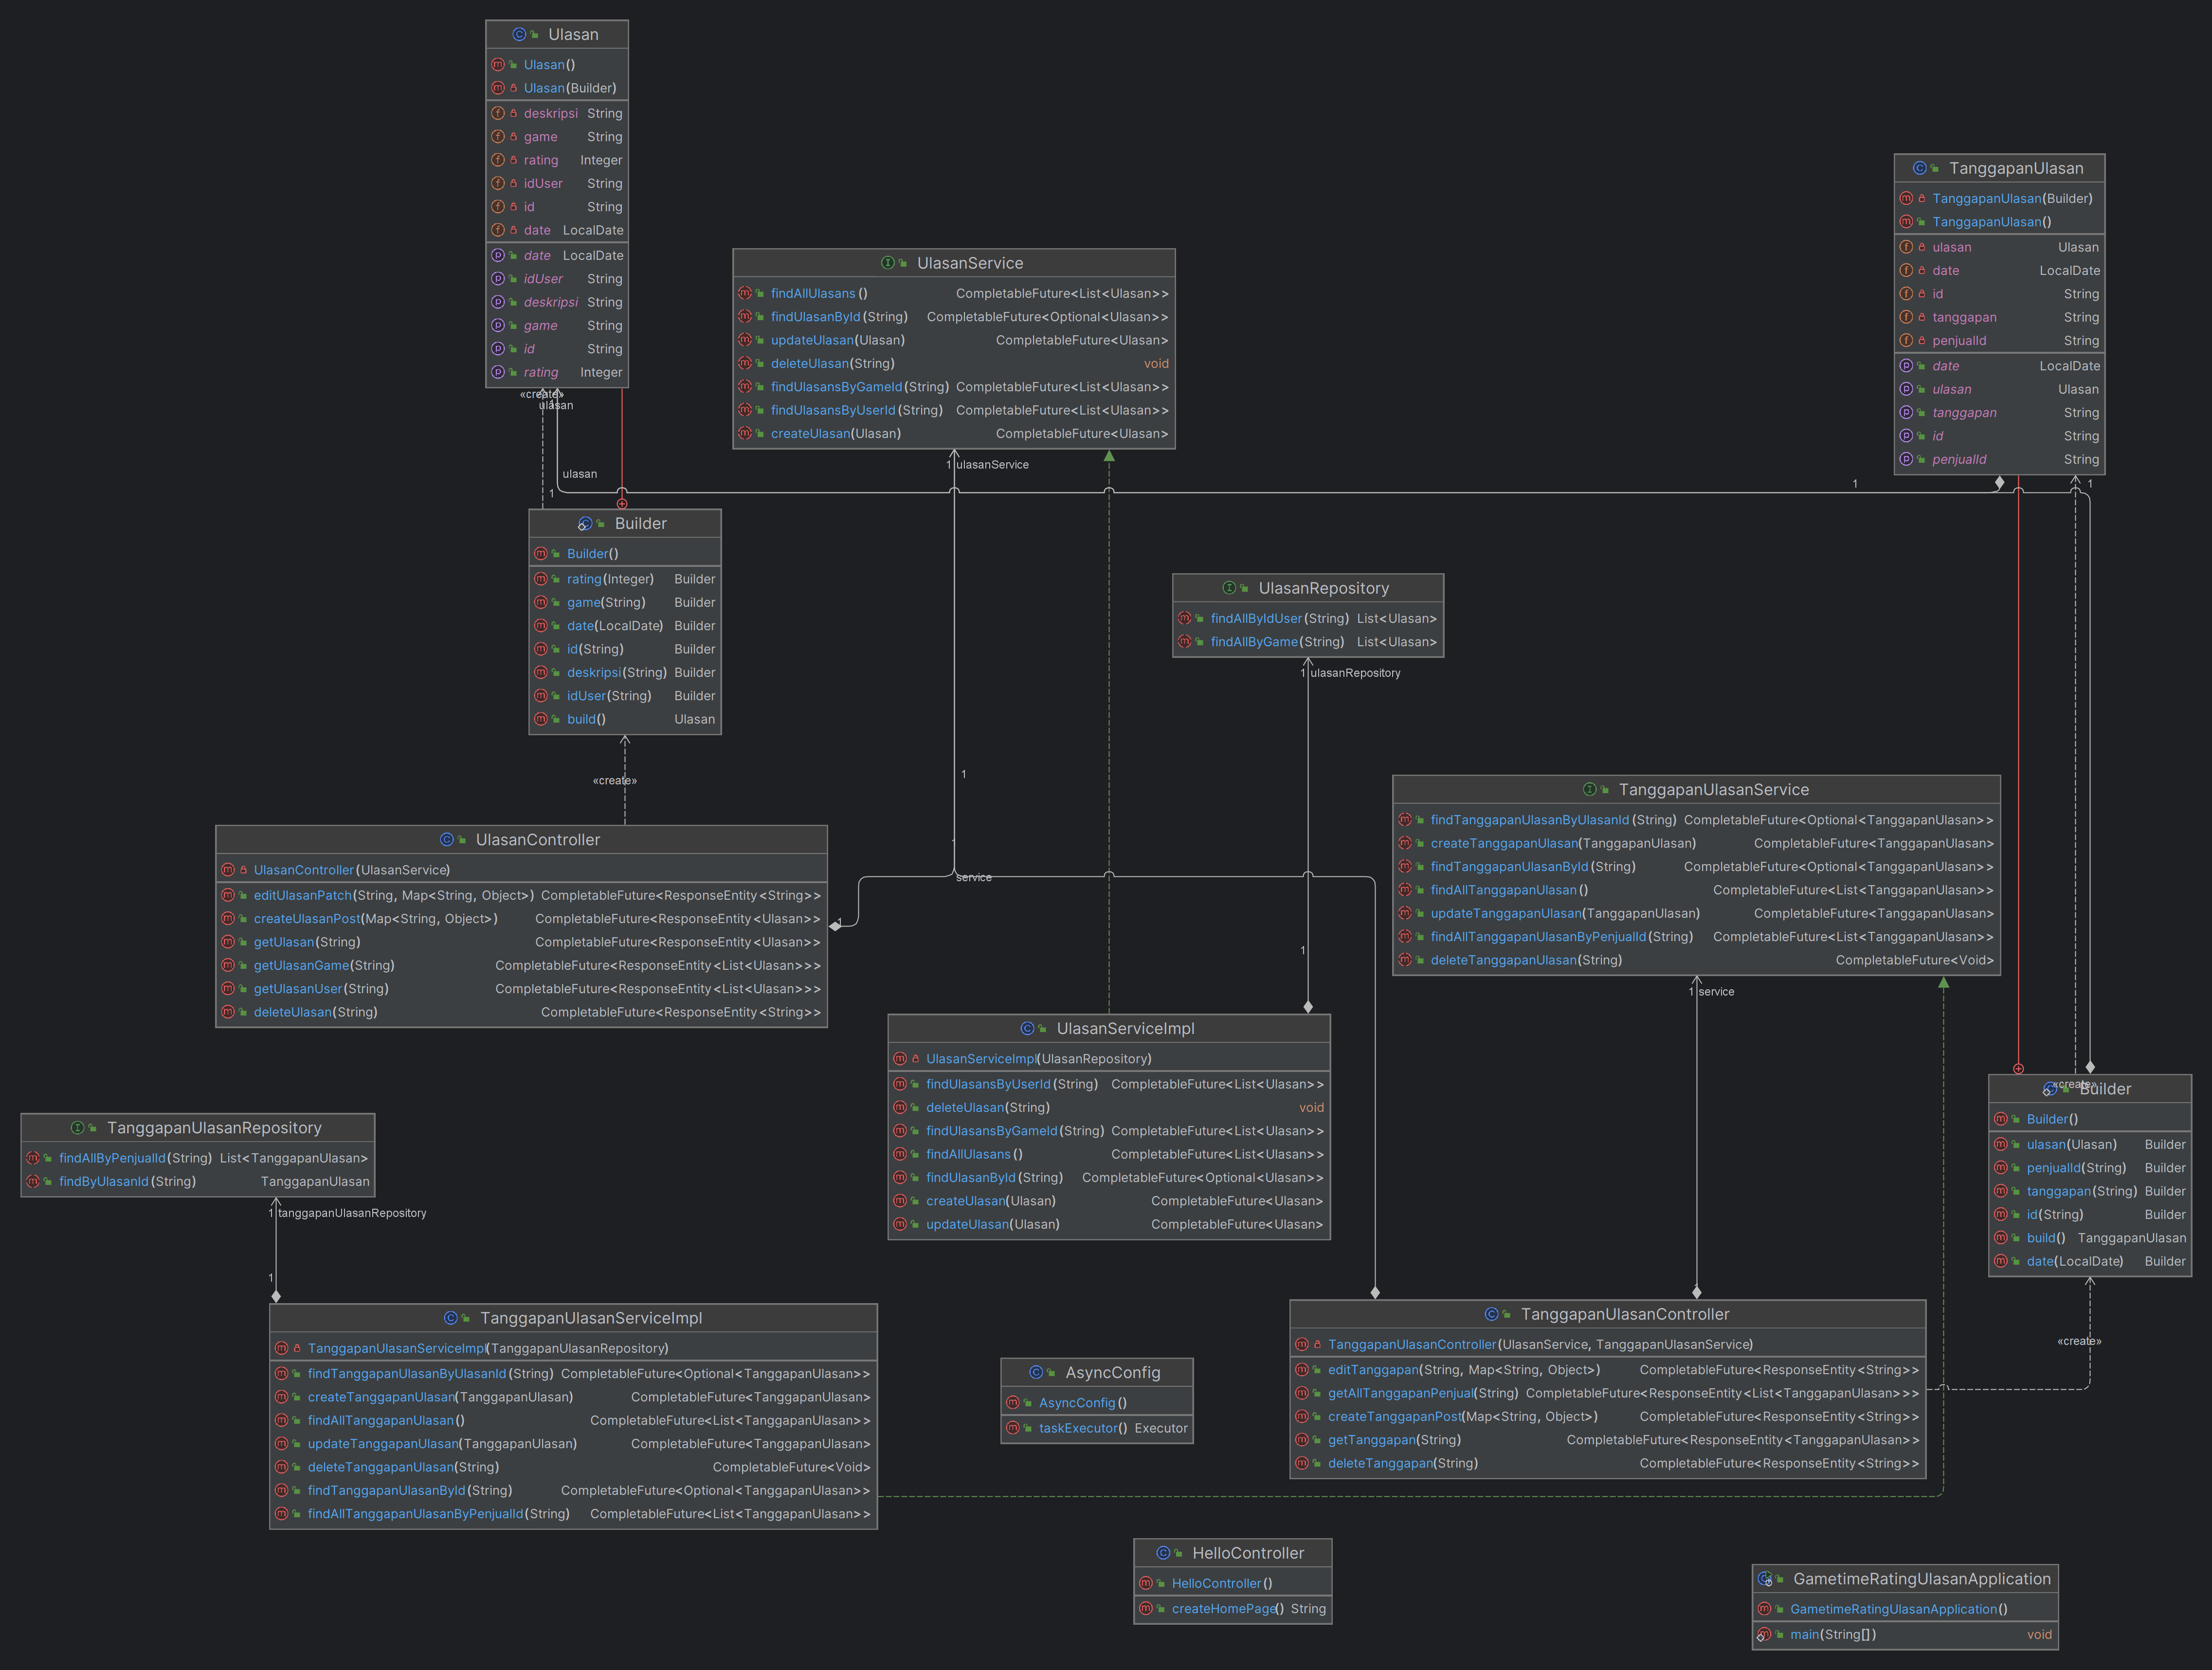 Ulasan
Ulasan()
Ulasan(Builder)
deskripsi String
game String
rating Integer
idUser String
id String
date LocalDate
date LocalDate
idUser String
deskripsi String
game String
id String
rating Integer
«create»
ulasan
ulasan
1
TanggapanUlasan
TanggapanUlasan(Builder)
TanggapanUlasan()
ulasan Ulasan
date LocalDate
id String
tanggapan String
penjualId String
date LocalDate
ulasan Ulasan
tanggapan String
id String
penjualId String
1
1
UlasanService
findAllUlasans() CompletableFuture<List<Ulasan>>
findUlasanById(String) CompletableFuture<Optional<Ulasan>>
updateUlasan(Ulasan) CompletableFuture<Ulasan>
deleteUlasan(String) void
findUlasansByGameId(String) CompletableFuture<List<Ulasan>>
findUlasansByUserId(String) CompletableFuture<List<Ulasan>>
createUlasan(Ulasan) CompletableFuture<Ulasan>
1 ulasanService
Builder
Builder()
rating(Integer) Builder
game(String) Builder
date(LocalDate) Builder
id(String) Builder
deskripsi(String) Builder
idUser(String) Builder
build() Ulasan
«create»
UlasanRepository
findAllByIdUser(String) List<Ulasan>
findAllByGame(String) List<Ulasan>
1 ulasanRepository
1
1
service
UlasanController
UlasanController(UlasanService)
editUlasanPatch(String, Map<String, Object>) CompletableFuture<ResponseEntity<String>>
createUlasanPost(Map<String, Object>) CompletableFuture<ResponseEntity<Ulasan>>
getUlasan(String) CompletableFuture<ResponseEntity<Ulasan>>
getUlasanGame(String) CompletableFuture<ResponseEntity<List<Ulasan>>>
getUlasanUser(String) CompletableFuture<ResponseEntity<List<Ulasan>>>
deleteUlasan(String) CompletableFuture<ResponseEntity<String>>
1
TanggapanUlasanService
findTanggapanUlasanByUlasanId(String) CompletableFuture<Optional<TanggapanUlasan>>
createTanggapanUlasan(TanggapanUlasan) CompletableFuture<TanggapanUlasan>
findTanggapanUlasanById(String) CompletableFuture<Optional<TanggapanUlasan>>
findAllTanggapanUlasan() CompletableFuture<List<TanggapanUlasan>>
updateTanggapanUlasan(TanggapanUlasan) CompletableFuture<TanggapanUlasan>
findAllTanggapanUlasanByPenjualId(String) CompletableFuture<List<TanggapanUlasan>>
deleteTanggapanUlasan(String) CompletableFuture<Void>
1 service
1
UlasanServiceImpl
UlasanServiceImpl(UlasanRepository)
findUlasansByUserId(String) CompletableFuture<List<Ulasan>>
deleteUlasan(String) void
findUlasansByGameId(String) CompletableFuture<List<Ulasan>>
findAllUlasans() CompletableFuture<List<Ulasan>>
findUlasanById(String) CompletableFuture<Optional<Ulasan>>
createUlasan(Ulasan) CompletableFuture<Ulasan>
updateUlasan(Ulasan) CompletableFuture<Ulasan>
«create»
Builder
Builder()
ulasan(Ulasan) Builder
penjualId(String) Builder
tanggapan(String) Builder
id(String) Builder
build() TanggapanUlasan
date(LocalDate) Builder
«create»
TanggapanUlasanRepository
findAllByPenjualId(String) List<TanggapanUlasan>
findByUlasanId(String) TanggapanUlasan
1 tanggapanUlasanRepository
1
TanggapanUlasanServiceImpl
TanggapanUlasanServiceImpl(TanggapanUlasanRepository)
findTanggapanUlasanByUlasanId(String) CompletableFuture<Optional<TanggapanUlasan>>
createTanggapanUlasan(TanggapanUlasan) CompletableFuture<TanggapanUlasan>
findAllTanggapanUlasan() CompletableFuture<List<TanggapanUlasan>>
updateTanggapanUlasan(TanggapanUlasan) CompletableFuture<TanggapanUlasan>
deleteTanggapanUlasan(String) CompletableFuture<Void>
findTanggapanUlasanById(String) CompletableFuture<Optional<TanggapanUlasan>>
findAllTanggapanUlasanByPenjualId(String) CompletableFuture<List<TanggapanUlasan>>
1
TanggapanUlasanController
TanggapanUlasanController(UlasanService, TanggapanUlasanService)
editTanggapan(String, Map<String, Object>) CompletableFuture<ResponseEntity<String>>
getAllTanggapanPenjual(String) CompletableFuture<ResponseEntity<List<TanggapanUlasan>>>
createTanggapanPost(Map<String, Object>) CompletableFuture<ResponseEntity<String>>
getTanggapan(String) CompletableFuture<ResponseEntity<TanggapanUlasan>>
deleteTanggapan(String) CompletableFuture<ResponseEntity<String>>
AsyncConfig
AsyncConfig()
taskExecutor() Executor
HelloController
HelloController()
createHomePage() String
GametimeRatingUlasanApplication
GametimeRatingUlasanApplication()
main(String[]) void